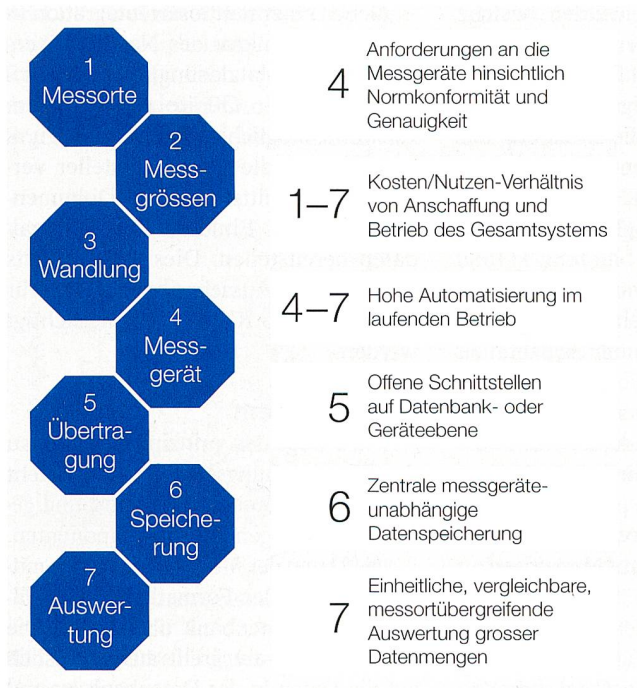 1
Messorte
2
Mess-
grössen
3
Wandlung
4
Mess-
gerät
5
Übertra-
gung
6
Speiche-
rung
7
Auswer-
tung
4
Anforderungen an die
Messgeräte hinsichtlich
Normkonformität und
Genauigkeit
1–7
Kosten/Nutzen-Verhältnis
von Anschaffung und
Betrieb des Gesamtsystems
4–7
Hohe Automatisierung im
laufenden Betrieb
5
Offene Schnittstellen
auf Datenbank- oder
Geräteebene
6
Zentrale messgeräte-
unabhängige
Datenspeicherung
7
Einheitliche, vergleichbare,
messortübergreifende
Auswertung grosser
Datenmengen